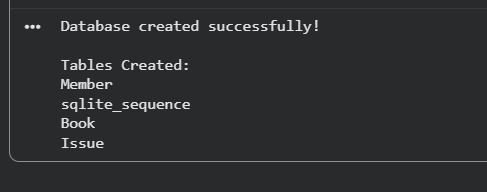 Database created successfully!
Tables Created:
Member
sqlite_sequence
Book
Issue